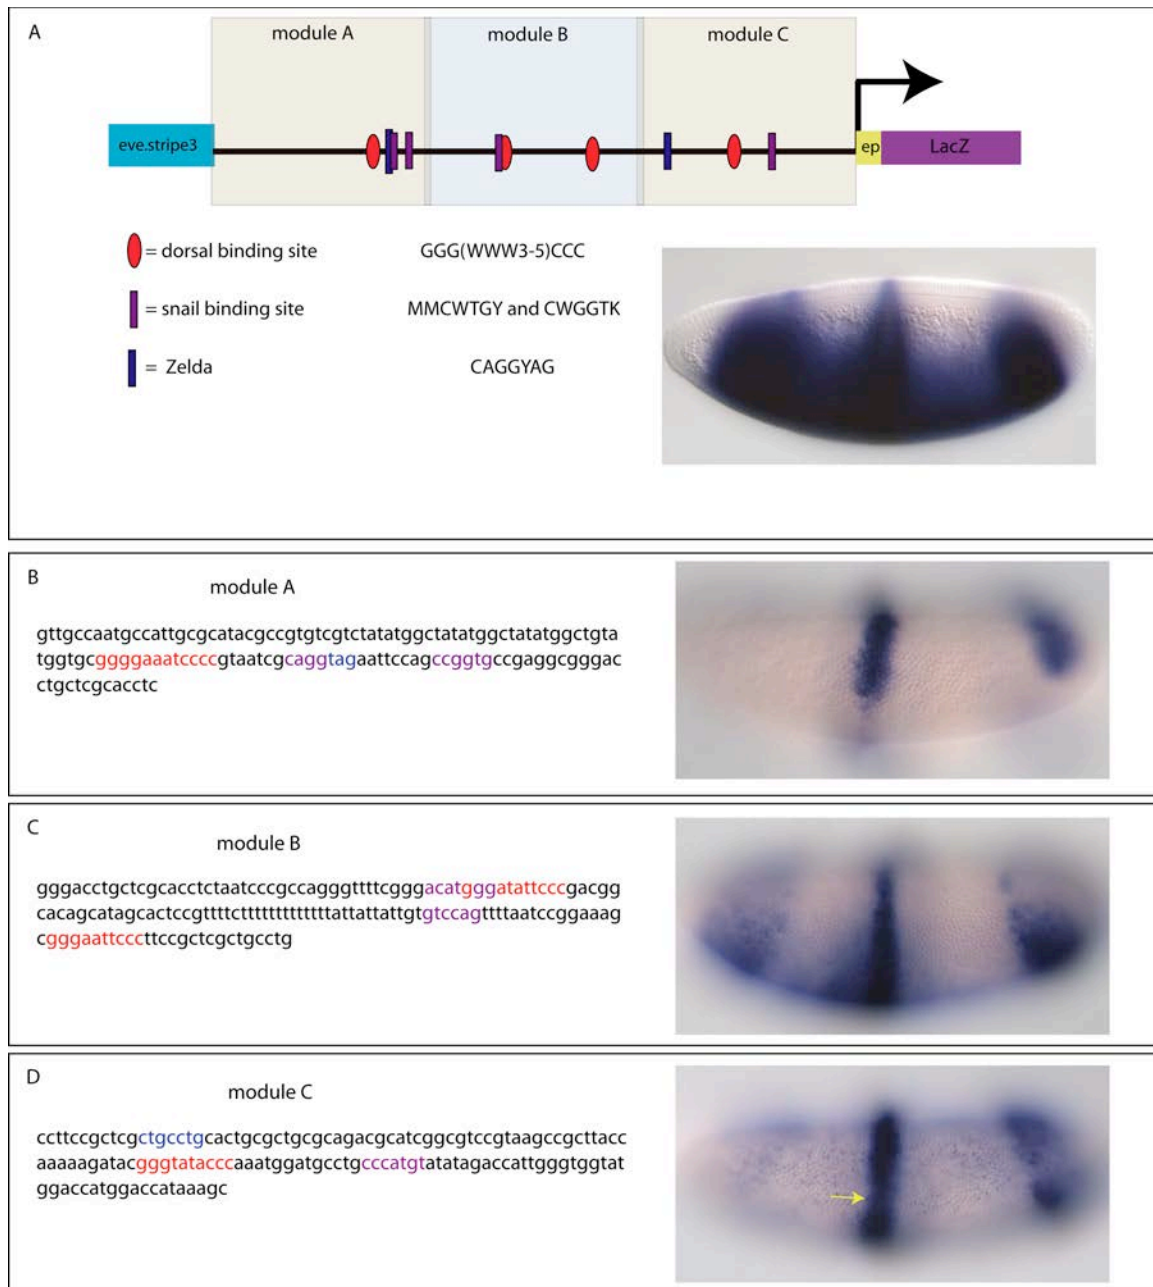 A
module A
module B
module C
eve.stripe3
ep
LacZ
= dorsal binding site
GGG(WWW3-5)CCC
= snail binding site
MMCWTGY and CWGGTK
= Zelda
CAGGYAG
B
module A
gttgccaatgccattgcgcatacgccgtgtcgtctatatggctatatggctatatggctgta
tggtgcggggaaatccccgtaatcgcaggtagaattccagccggtgccgaggcgggac
ctgctcgcacctc
C
module B
gggacctgctcgcacctctaatcccgccagggttttcgggacatgggatattcccgacgg
cacagcatagcactccgttttctttttttttttttattattattgtgtccagttttaatccggaaag
cgggaattcccttccgctcgctgcctg
D
module C
ccttccgctcgctgcctgcactgcgctgcgcagacgcatcggcgtccgtaagccgcttacc
aaaaagatacgggtatacccaaatggatgcctgcccatgtatatagaccattgggtggtat
ggaccatggaccataaagc